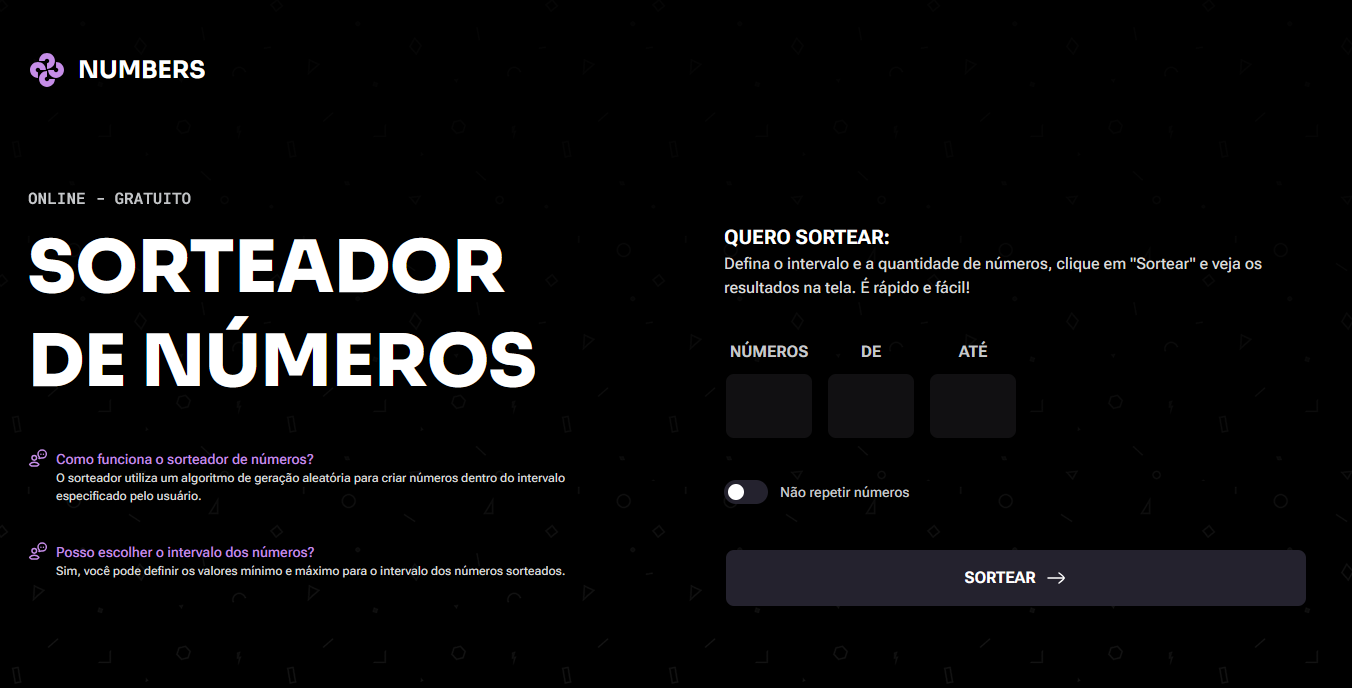 NUMBERS
ONLINE - GRATUITO
SORTEADOR
DE NÚMEROS
Como funciona o sorteador de números?
O sorteador utiliza um algoritmo de geração aleatória para criar números dentro do intervalo
especificado pelo usuário.
Posso escolher o intervalo dos números?
Sim, você pode definir os valores mínimo e máximo para o intervalo dos números sorteados.
QUERO SORTEAR:
Defina o intervalo e a quantidade de números, clique em "Sortear" e veja os
resultados na tela. É rápido e fácil!
NÚMEROS DE ATÉ
Não repetir números
SORTEAR